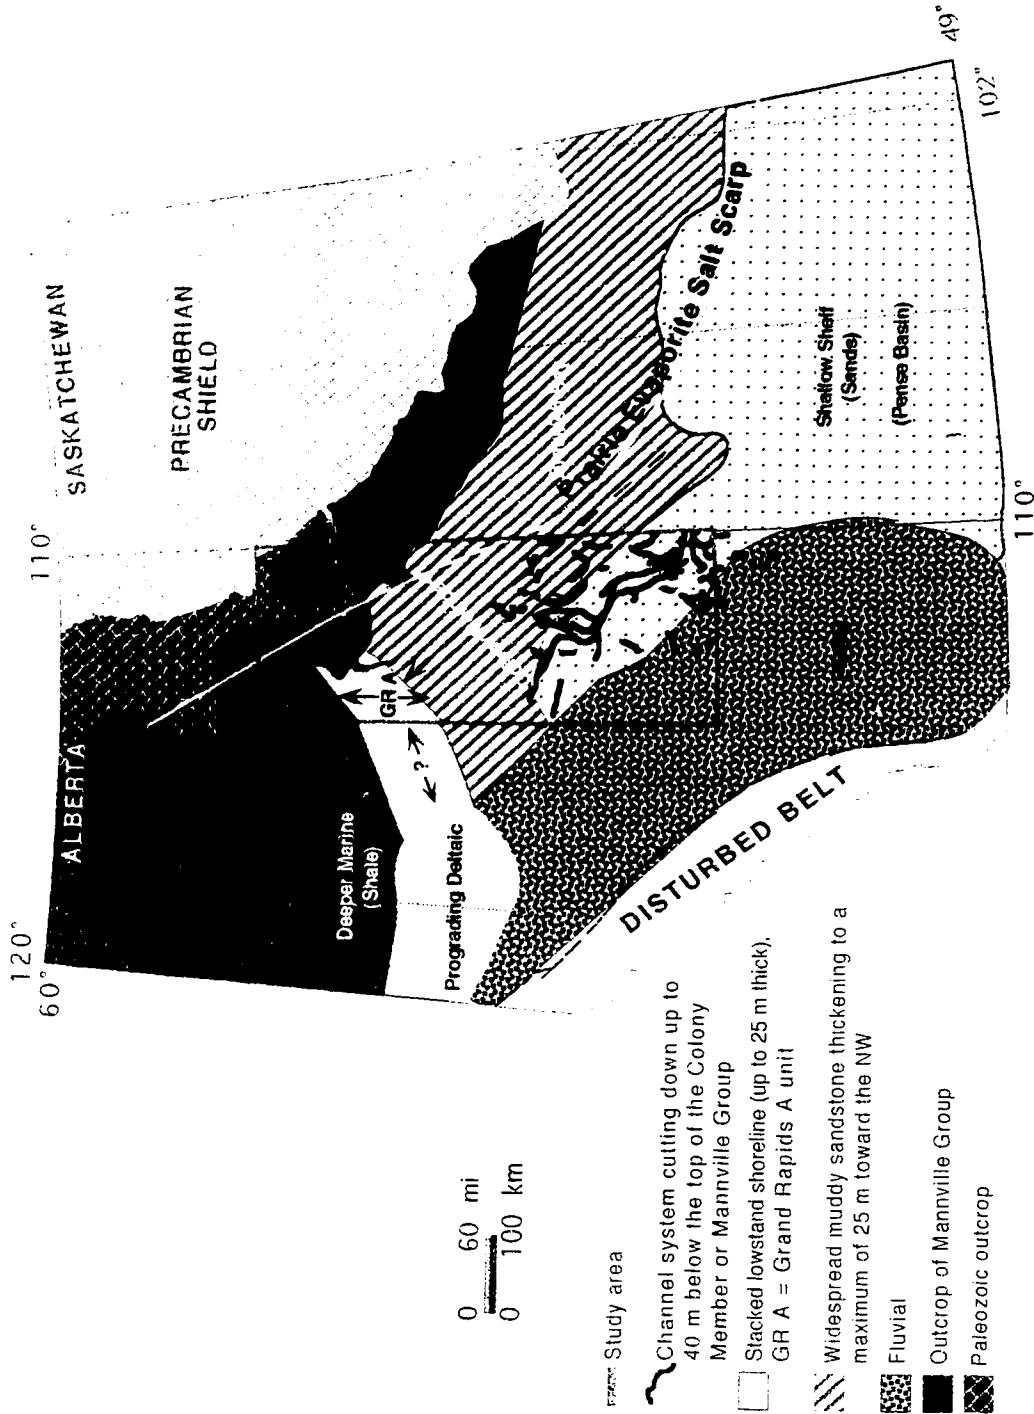 120°
60°
ALBERTA
110°
SASKATCHEWAN
PRECAMBRIAN
SHIELD
Deeper Marine
(Shale)
Prograding Deltaic
?
GR A
Prairie Evaporite Salt Scarp
Shallow Shelf
(Sands)
(Pense Basin)
DISTURBED BELT
110°
102°
49°
0 60 mi
0 100 km
Study area
Channel system cutting down up to
40 m below the top of the Colony
Member or Mannville Group
Stacked lowstand shoreline (up to 25 m thick),
GR A = Grand Rapids A unit
Widespread muddy sandstone thickening to a
maximum of 25 m toward the NW
Fluvial
Outcrop of Mannville Group
Paleozoic outcrop